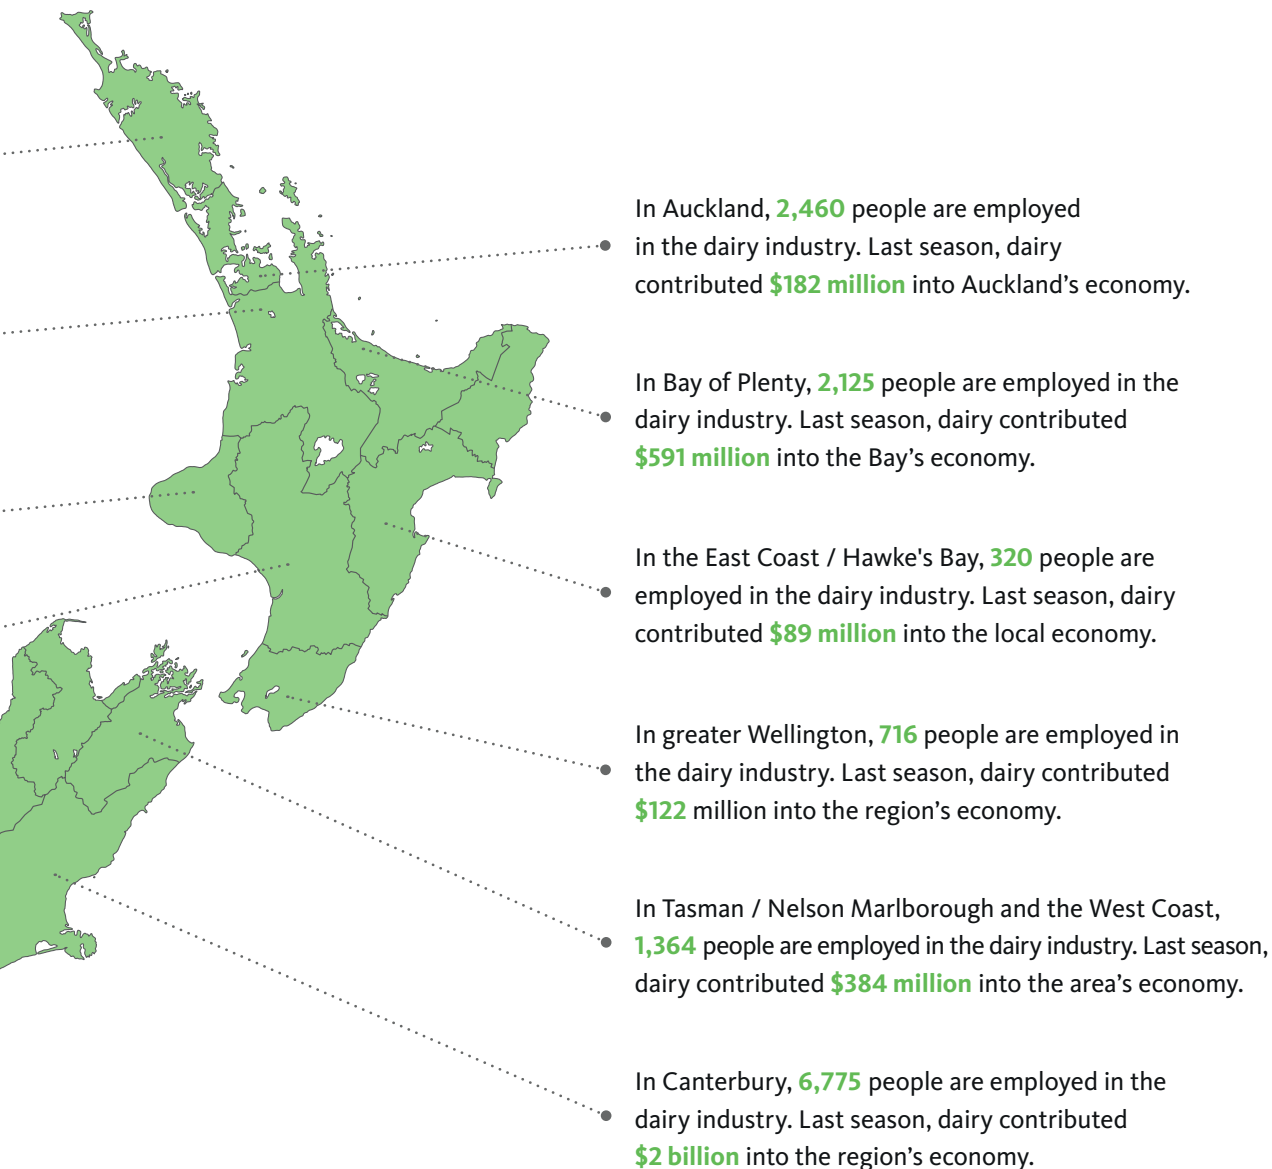 In Auckland, 2,460 people are employed
in the dairy industry. Last season, dairy
contributed $182 million into Auckland’s economy.
In Bay of Plenty, 2,125 people are employed in the
dairy industry. Last season, dairy contributed
$591 million into the Bay’s economy.
In the East Coast / Hawke's Bay, 320 people are
employed in the dairy industry. Last season, dairy
contributed $89 million into the local economy.
In greater Wellington, 716 people are employed in
the dairy industry. Last season, dairy contributed
$122 million into the region’s economy.
In Tasman / Nelson Marlborough and the West Coast,
1,364 people are employed in the dairy industry. Last season,
dairy contributed $384 million into the area’s economy.
In Canterbury, 6,775 people are employed in the
dairy industry. Last season, dairy contributed
$2 billion into the region’s economy.